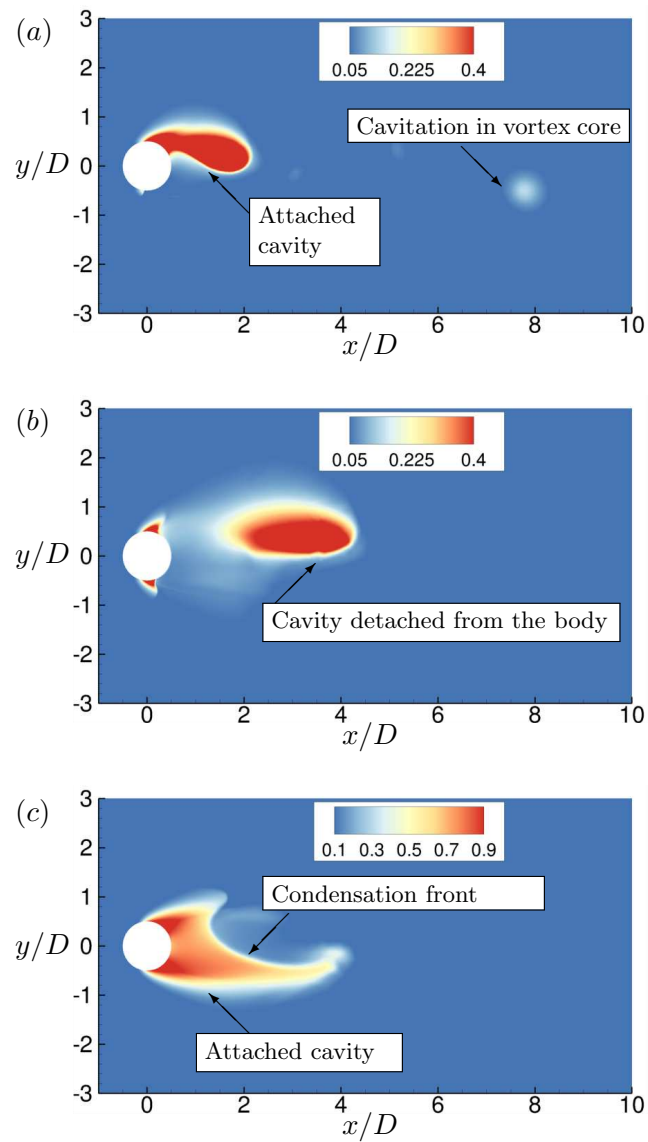 (a)
0.05 0.225 0.4
3
2
1
0
-1
-2
-3
y/D
Cavitation in vortex core
Attached
cavity
0 2 4 6 8 10
x/D
(b)
0.05 0.225 0.4
3
2
1
0
-1
-2
-3
y/D
Cavity detached from the body
0 2 4 6 8 10
x/D
(c)
0.1 0.3 0.5 0.7 0.9
3
2
1
0
-1
-2
-3
y/D
Condensation front
Attached cavity
0 2 4 6 8 10
x/D